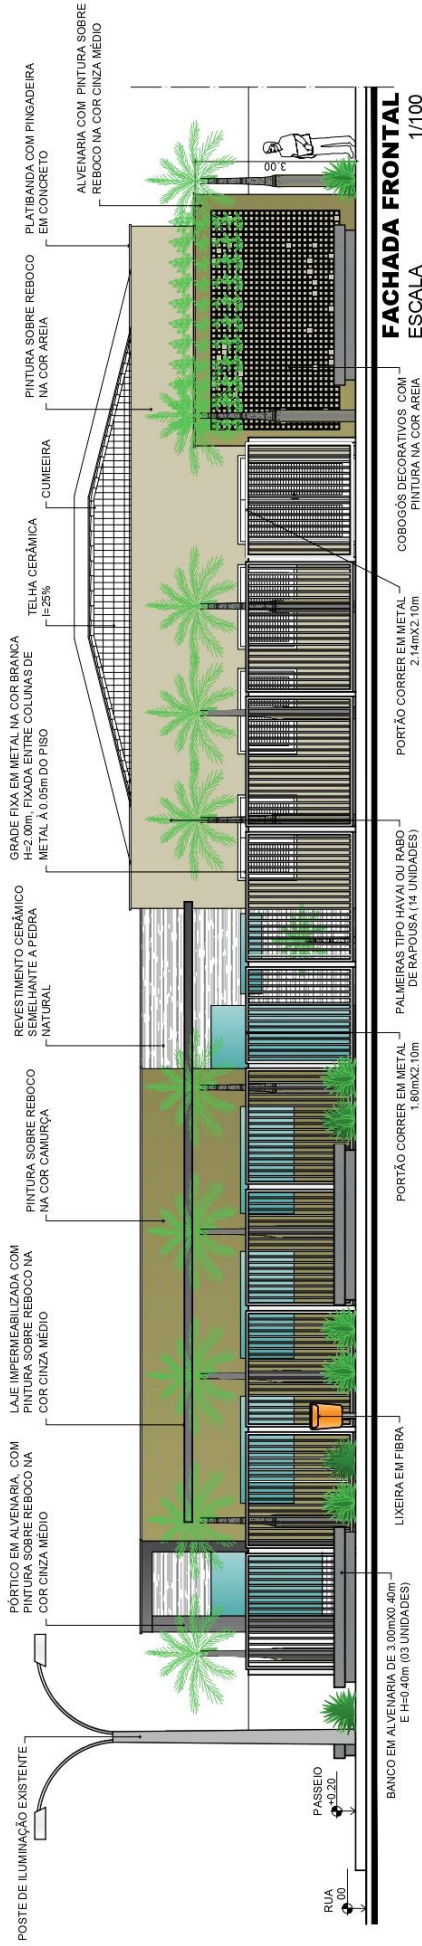 POSTE DE ILUMINAÇÃO EXISTENTE
PÓRTICO EM ALVENARIA, COM
PINTURA SOBRE REBOCO NA
COR CINZA MÉDIO
LAJE IMPERMEABILIZADA COM
PINTURA SOBRE REBOCO NA
COR CINZA MÉDIO
PINTURA SOBRE REBOCO
NA COR CAMURÇA
REVESTIMENTO CERÂMICO
SEMELHANTE A PEDRA
NATURAL
GRADE FIXA EM METAL NA COR BRANCA
H=2.00m, FIXADA ENTRE COLUNAS DE
METAL À 0.05m DO PISO
TELHA CERÂMICA
I=25%
CUMEEIRA
PINTURA SOBRE REBOCO
NA COR AREIA
PLATIBANDA COM PINGADEIRA
EM CONCRETO
ALVENARIA COM PINTURA SOBRE
REBOCO NA COR CINZA MÉDIO
3.00
RUA
00
PASSEIO
+0.20
BANCO EM ALVENARIA DE 3.00mX0.40m
E H=0.40m (03 UNIDADES)
LIXEIRA EM FIBRA
PORTÃO CORRER EM METAL
1.80mX2.10m
PALMEIRAS TIPO HAVAI OU RABO
DE RAPOUSA (14 UNIDADES)
PORTÃO CORRER EM METAL
2.14mX2.10m
COBOGÓS DECORATIVOS COM
PINTURA NA COR AREIA
FACHADA FRONTAL
ESCALA 1/100